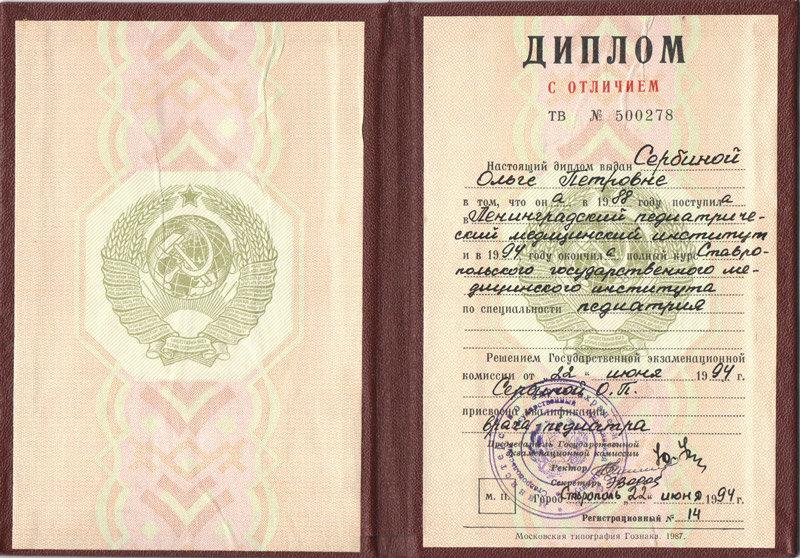 ДИПЛОМ
С ОТЛИЧИЕМ
ТВ № 500278
Настоящий диплом выдан Сербиной
Ольге Петровне
в том, что она в 1988 году поступила
в Ленинградский педиатриче-
ский медицинский институт
и в 1994 году окончила полный курс Ставро-
польского государственного ме-
дицинского института
по специальности педиатрия
Решением Государственной экзаменационной
комиссии от "22" июня 1994 г.
Сербиной О.П.
присвоена квалификация
врача-педиатра
Председатель Государственной
экзаменационной комиссии
Ректор
Секретарь
М. П.
Город Ставрополь "22" июня 1994 г.
Регистрационный № 14
Московская типография Гознака. 1987.